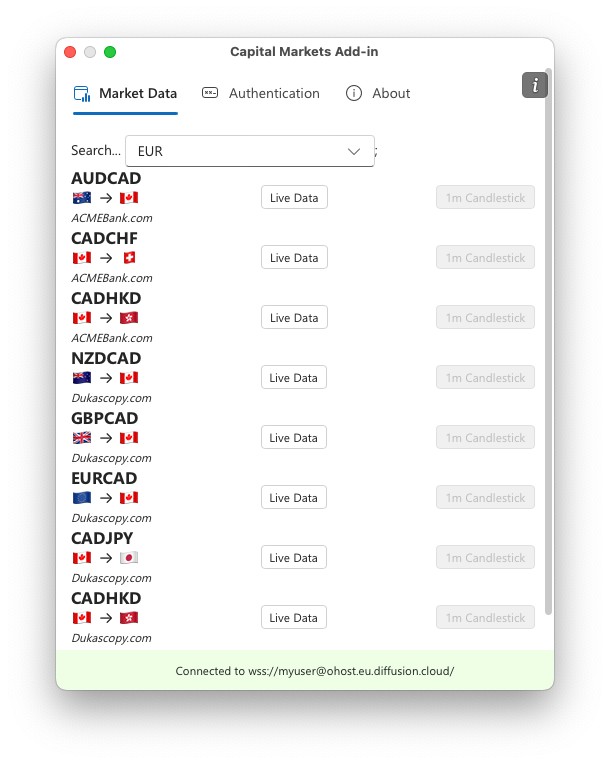 Capital Markets Add-in
Market Data Authentication About
i
Search... EUR ;
AUDCAD
Live Data 1m Candlestick
ACMEBank.com
CADCHF
Live Data 1m Candlestick
ACMEBank.com
CADHKD
Live Data 1m Candlestick
ACMEBank.com
NZDCAD
Live Data 1m Candlestick
Dukascopy.com
GBPCAD
Live Data 1m Candlestick
Dukascopy.com
EURCAD
Live Data 1m Candlestick
Dukascopy.com
CADJPY
Live Data 1m Candlestick
Dukascopy.com
CADHKD
Live Data 1m Candlestick
Dukascopy.com
Connected to wss://myuser@ohost.eu.diffusion.cloud/